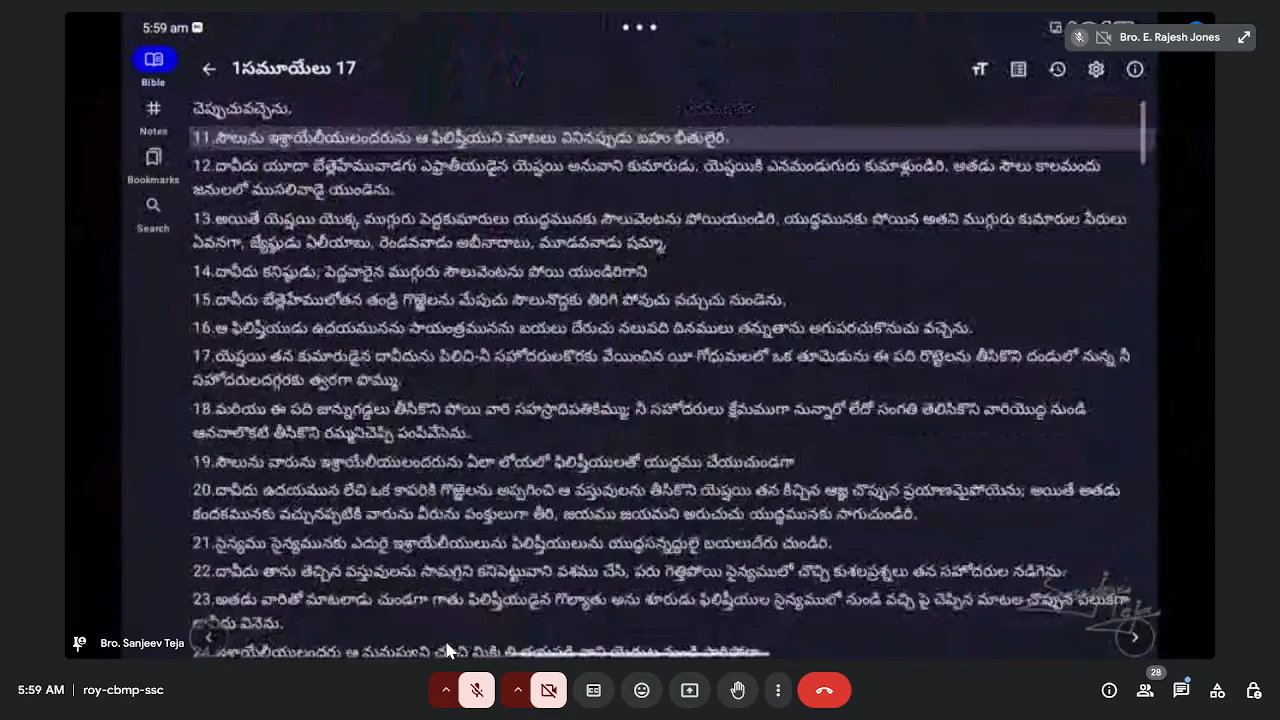 5:59 am
Bro. E. Rajesh Jones
Bible
1సమూయేలు 17
Notes
Bookmarks
Search
చెప్పుచువచ్చెను.
11.సౌలును ఇశ్రాయేలీయులందరును ఆ ఫిలిష్తీయుని మాటలు వినినప్పుడు బహు భీతులైరి.
12.దావీదు యూదా బేత్లెహేమువాడగు ఎఫ్రాతీయుడైన యెష్షయి అనువాని కుమారుడు. యెష్షయికి ఎనమండుగురు కుమాళ్లుండిరి. అతడు సౌలు కాలమందు
జనులలో ముసలివాడై యుండెను.
13.అయితే యెష్షయి యొక్క ముగ్గురు పెద్దకుమారులు యుద్ధమునకు సౌలువెంటను పోయియుండిరి. యుద్ధమునకు పోయిన అతని ముగ్గురు కుమారుల పేరులు
ఏవనగా, జ్యేష్ఠుడు ఏలీయాబు, రెండవవాడు అబీనాదాబు, మూడవవాడు షమ్మా,
14.దావీదు కనిష్ఠుడు; పెద్దవారైన ముగ్గురు సౌలువెంటను పోయి యుండిరిగాని
15.దావీదు బేత్లెహేములోతన తండ్రి గొఱ్ఱెలను మేపుచు సౌలునొద్దకు తిరిగి పోవుచు వచ్చుచు నుండెను.
16.ఆ ఫిలిష్తీయుడు ఉదయమునను సాయంత్రమునను బయలు దేరుచు నలువది దినములు తన్నుతాను అగుపరచుకొనుచు వచ్చెను.
17.యెష్షయి తన కుమారుడైన దావీదును పిలిచి-నీ సహోదరులకొరకు వేయించిన యీ గోధుమలలో ఒక తూమెడును ఈ పది రొట్టెలను తీసికొని దండులో నున్న నీ
సహోదరులదగ్గరకు త్వరగా పొమ్ము.
18.మరియు ఈ పది జున్నుగడ్డలు తీసికొని పోయి వారి సహస్రాధిపతికిమ్ము; నీ సహోదరులు క్షేమముగా నున్నారో లేదో సంగతి తెలిసికొని వారియొద్ద నుండి
ఆనవాలొకటి తీసికొని రమ్మనిచెప్పి పంపివేసెను.
19.సౌలును వారును ఇశ్రాయేలీయులందరును ఏలా లోయలో ఫిలిష్తీయులతో యుద్ధము చేయుచుండగా
20.దావీదు ఉదయమున లేచి ఒక కాపరికి గొఱ్ఱెలను అప్పగించి ఆ వస్తువులను తీసికొని యెష్షయి తన కిచ్చిన ఆజ్ఞ చొప్పున ప్రయాణమైపోయెను; అయితే అతడు
కందకమునకు వచ్చునప్పటికి వారును వీరును పంక్తులుగా తీరి, జయము జయమని అరుచుచు యుద్ధమునకు సాగుచుండిరి.
21.సైన్యము సైన్యమునకు ఎదురై ఇశ్రాయేలీయులును ఫిలిష్తీయులును యుద్ధసన్నద్ధులై బయలుదేరు చుండిరి.
22.దావీదు తాను తెచ్చిన వస్తువులను సామగ్రిని కనిపెట్టువాని వశము చేసి, పరు గెత్తిపోయి సైన్యములో చొచ్చి కుశలప్రశ్నలు తన సహోదరుల నడిగెను.
23.అతడు వారితో మాటలాడు చుండగా గాతు ఫిలిష్తీయుడైన గొల్యాతు అను శూరుడు ఫిలిష్తీయుల సైన్యములో నుండి వచ్చి పై చెప్పిన మాటల చొప్పున పలుకగా
దావీదు వినెను.
Bro. Sanjeev Teja
5:59 AM roy-cbmp-ssc
28